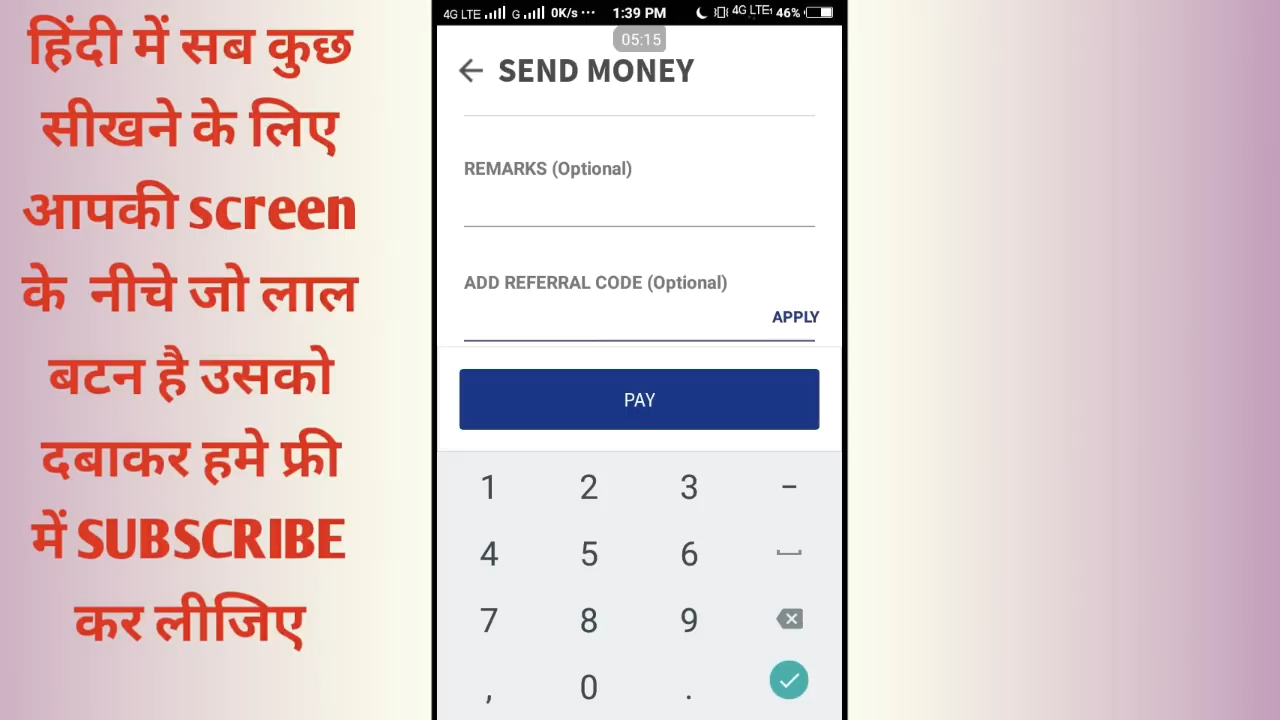 हिंदी में सब कुछ
सीखने के लिए
आपकी screen
के नीचे जो लाल
बटन है उसको
दबाकर हमे फ्री
में SUBSCRIBE
कर लीजिए
4G LTE G 0K/s ... 1:39 PM 4G LTE 46%
05:15
← SEND MONEY
REMARKS (Optional)
ADD REFERRAL CODE (Optional)
APPLY
PAY
1 2 3 -
4 5 6
7 8 9
, 0 .